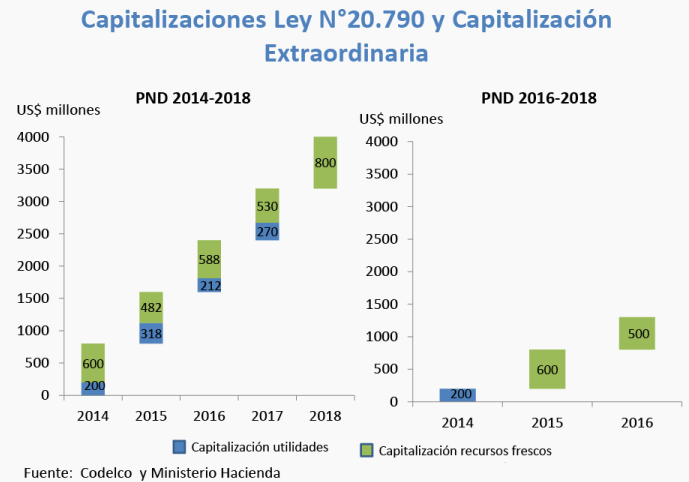 Capitalizaciones Ley N°20.790 y Capitalización
Extraordinaria
PND 2014-2018
US$ millones
4000
3500
3000
2500
2000
1500
1000
500
0
800
530
270
588
212
482
318
600
200
2014 2015 2016 2017 2018
PND 2016-2018
US$ millones
4000
3500
3000
2500
2000
1500
1000
500
0
500
600
200
2014 2015 2016
Capitalización utilidades
Capitalización recursos frescos
Fuente: Codelco y Ministerio Hacienda